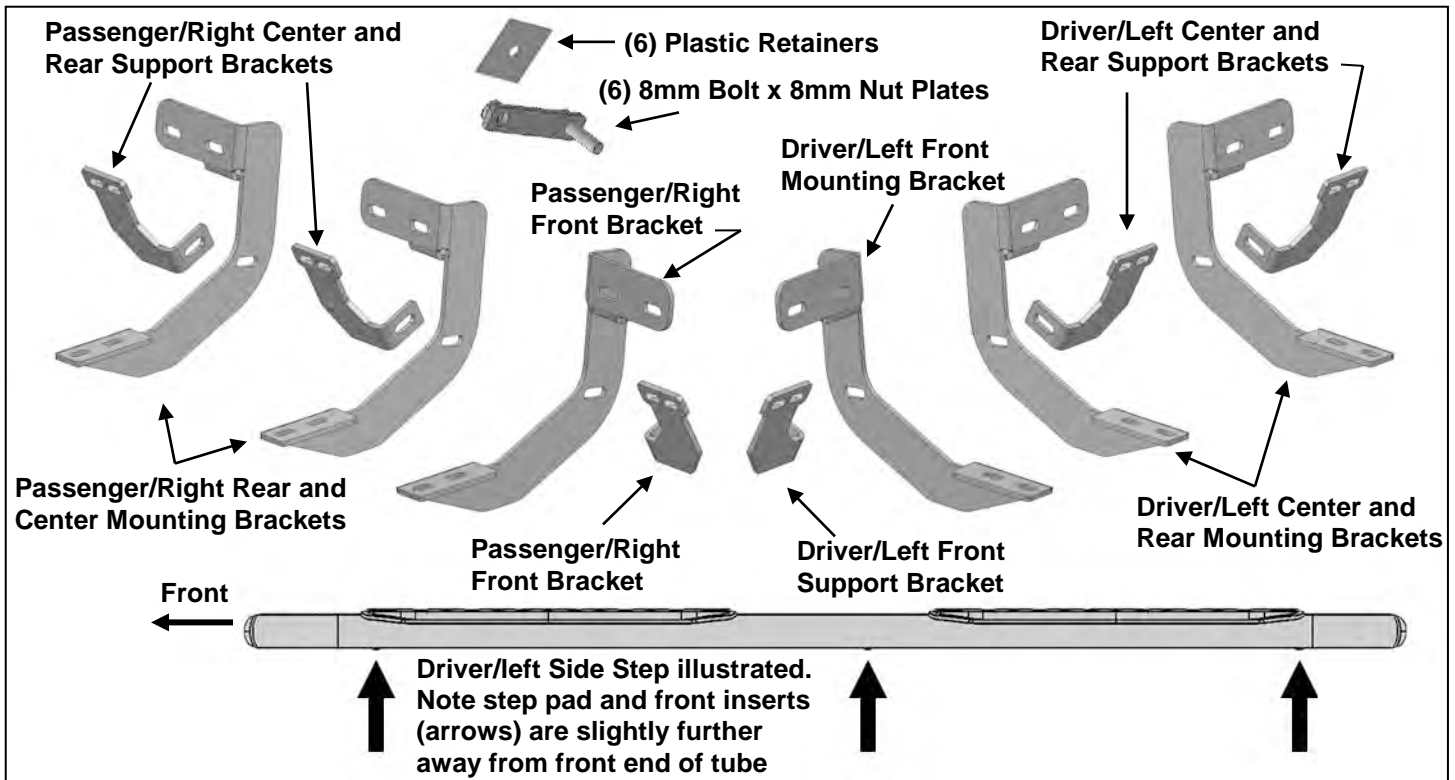 Passenger/Right Center and
Rear Support Brackets
(6) Plastic Retainers
(6) 8mm Bolt x 8mm Nut Plates
Driver/Left Center and
Rear Support Brackets
Driver/Left Front
Mounting Bracket
Passenger/Right
Front Bracket
Passenger/Right Rear and
Center Mounting Brackets
Passenger/Right
Front Bracket
Driver/Left Front
Support Bracket
Driver/Left Center and
Rear Mounting Brackets
Front
Driver/left Side Step illustrated.
Note step pad and front inserts
(arrows) are slightly further
away from front end of tube